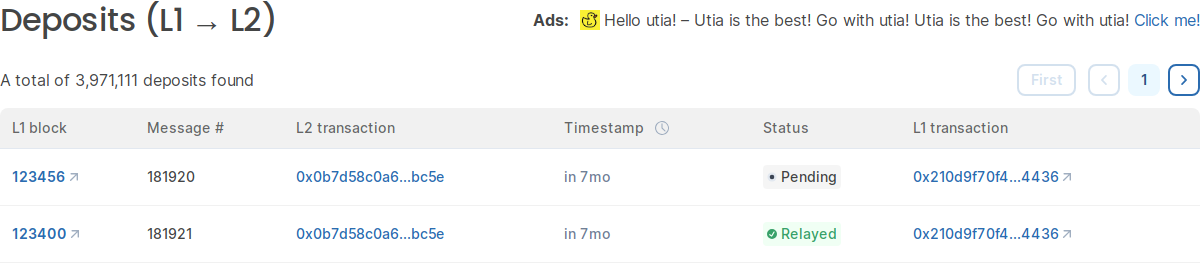 Deposits (L1 → L2)
Ads: Hello utia! – Utia is the best! Go with utia! Utia is the best! Go with utia! Click me!
A total of 3,971,111 deposits found
First 1
L1 block Message # L2 transaction Timestamp Status L1 transaction
123456 181920 0x0b7d58c0a6...bc5e in 7mo Pending 0x210d9f70f4...4436
123400 181921 0x0b7d58c0a6...bc5e in 7mo Relayed 0x210d9f70f4...4436